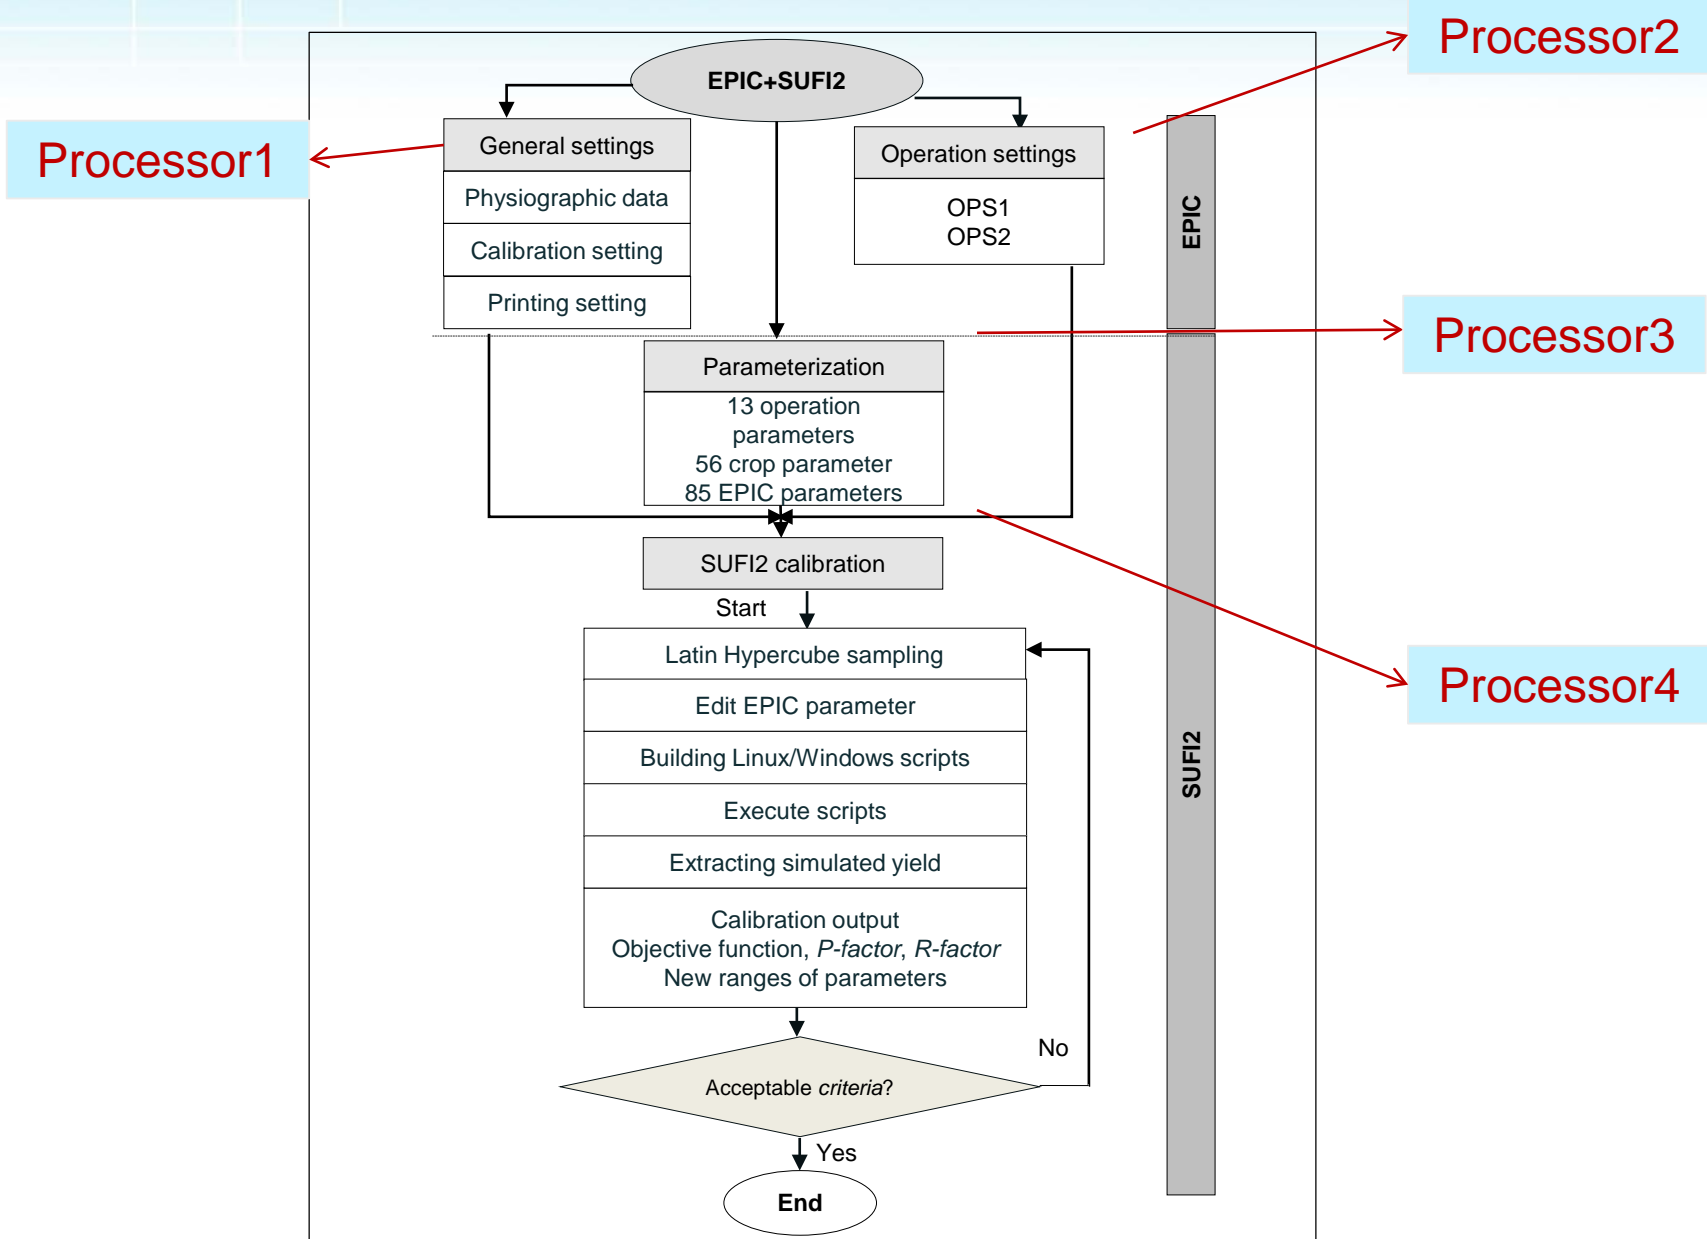 Processor2
EPIC+SUFI2
Processor1
General settings
Physiographic data
Calibration setting
Printing setting
Operation settings
OPS1
OPS2
EPIC
Processor3
Parameterization
13 operation
parameters
56 crop parameter
85 EPIC parameters
SUFI2 calibration
Start
Processor4
Latin Hypercube sampling
Edit EPIC parameter
Building Linux/Windows scripts
SUFI2
Execute scripts
Extracting simulated yield
Calibration output
Objective function, P-factor, R-factor
New ranges of parameters
No
Acceptable criteria?
Yes
End